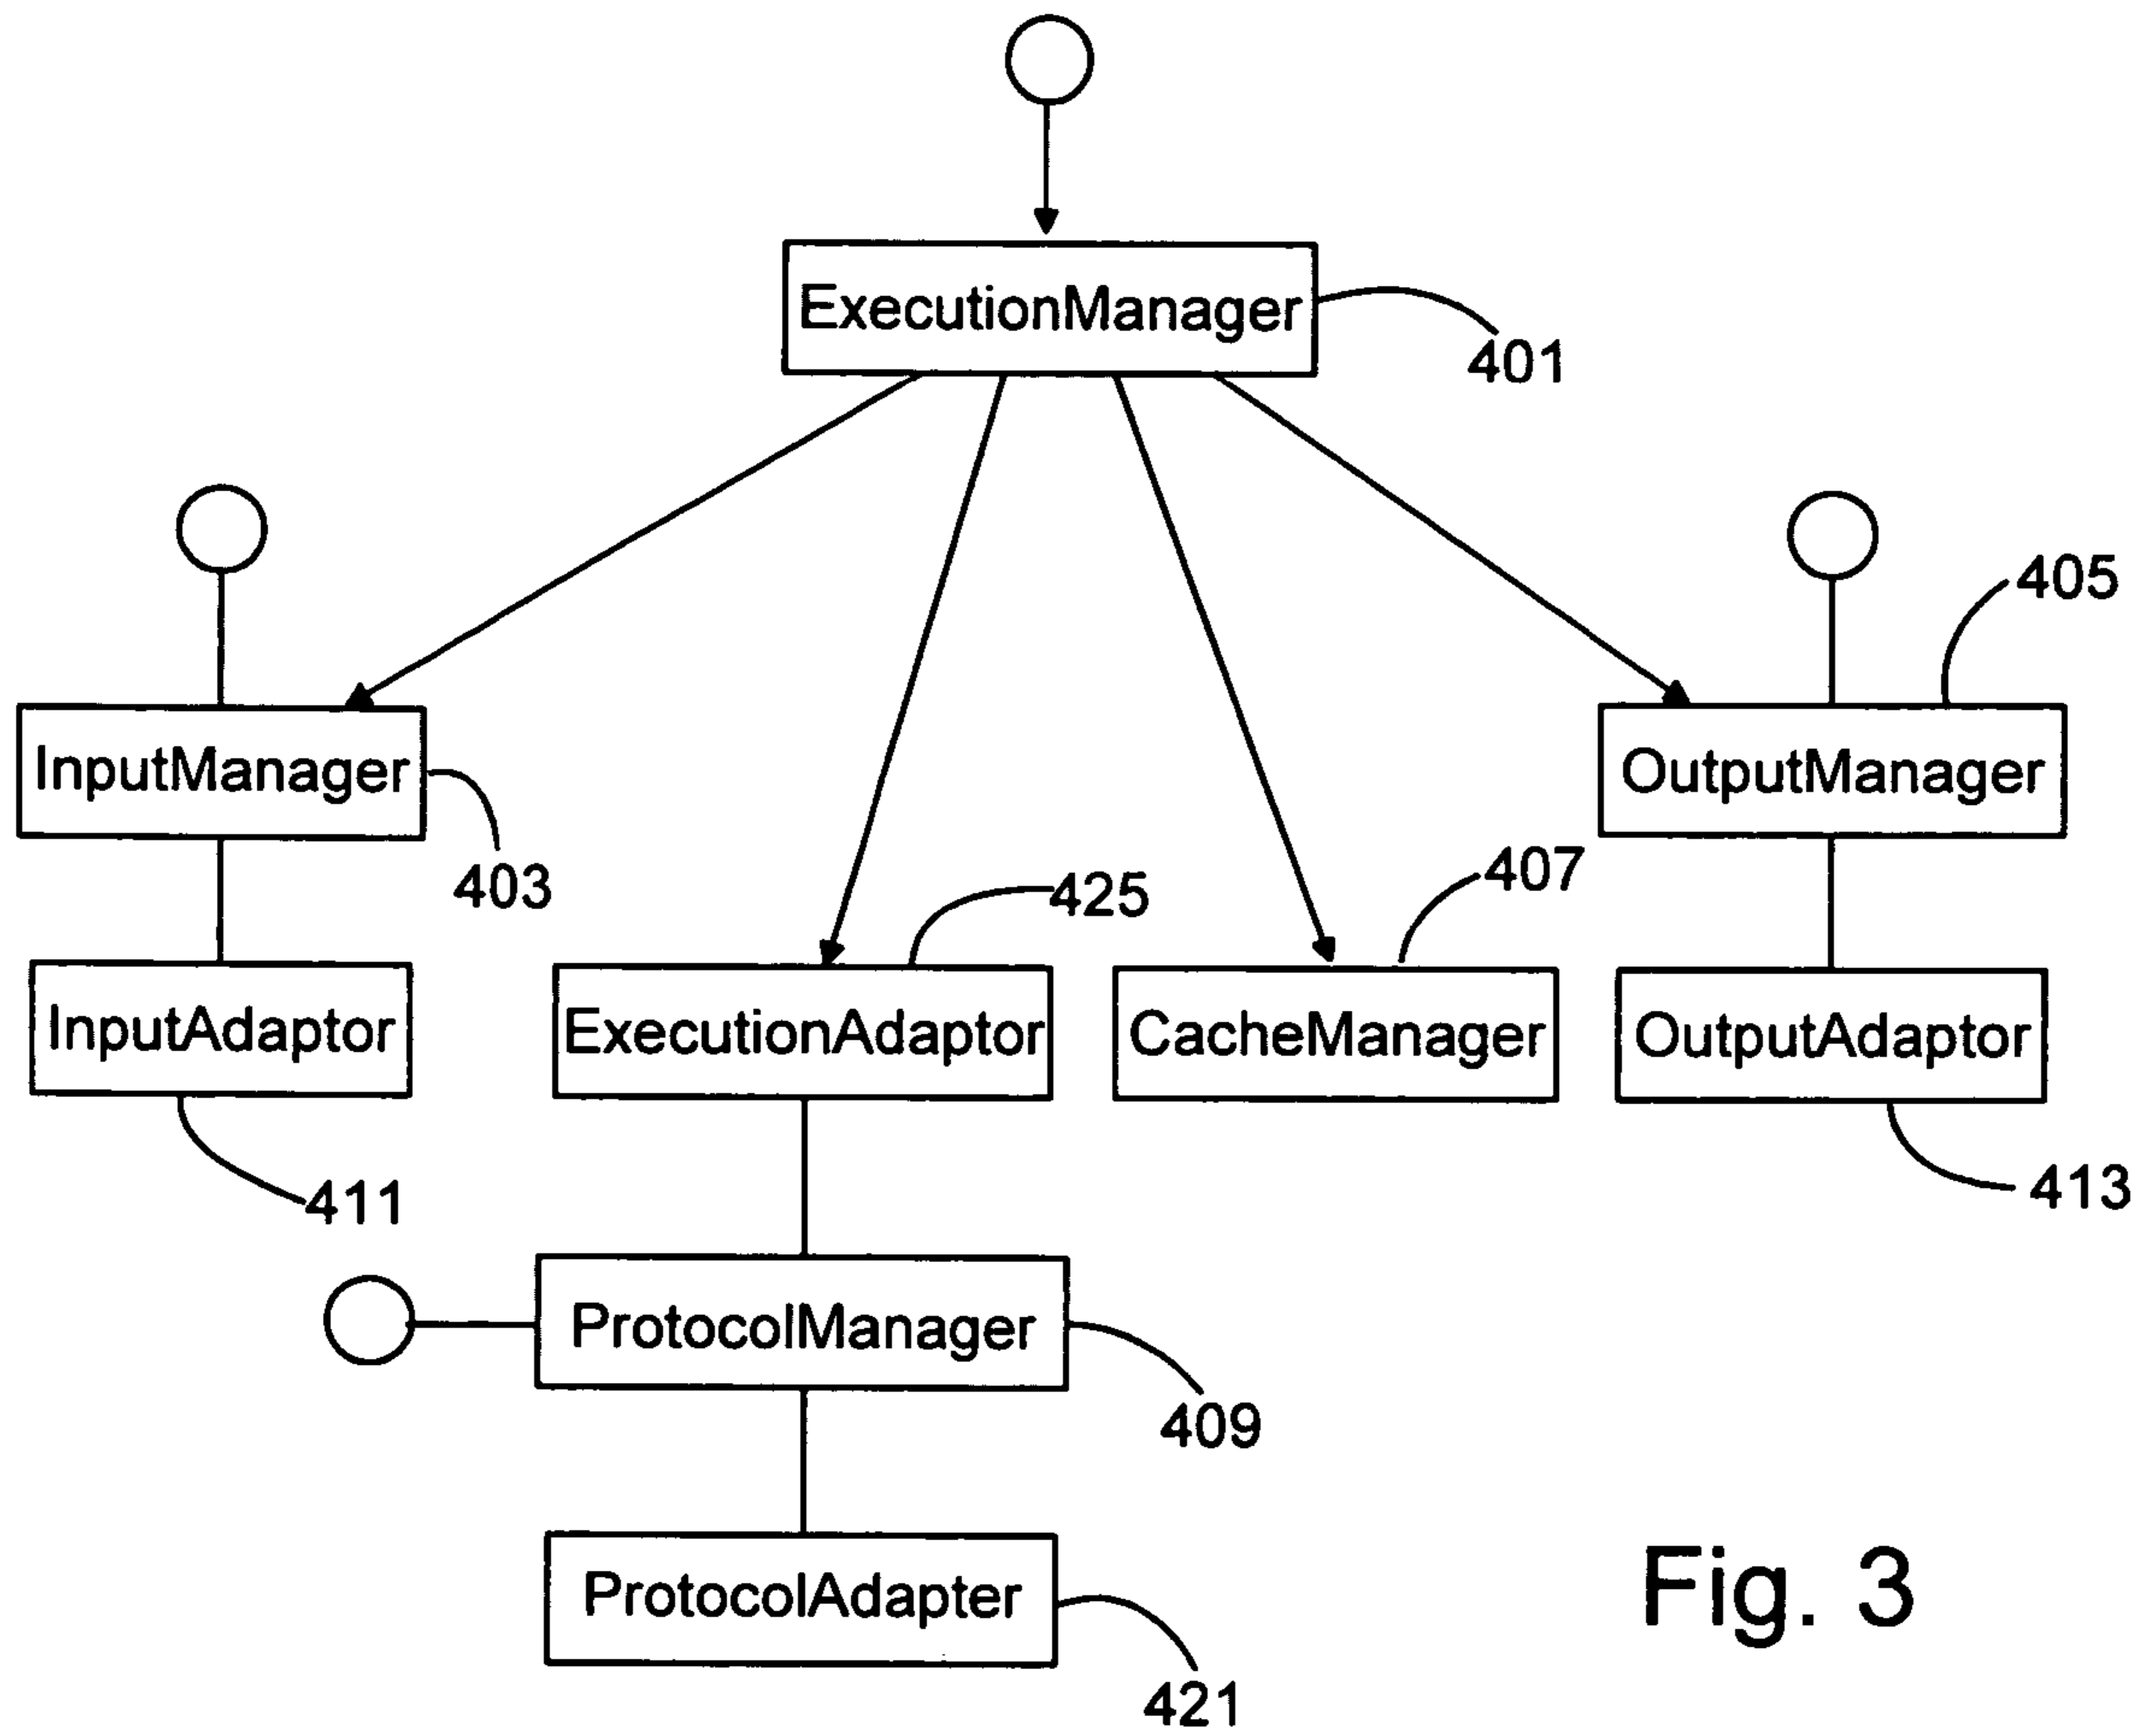 ExecutionManager
401
405
InputManager
OutputManager
403
425
407
InputAdaptor
ExecutionAdaptor
CacheManager
OutputAdaptor
411
413
ProtocolManager
409
ProtocolAdapter
421
Fig. 3